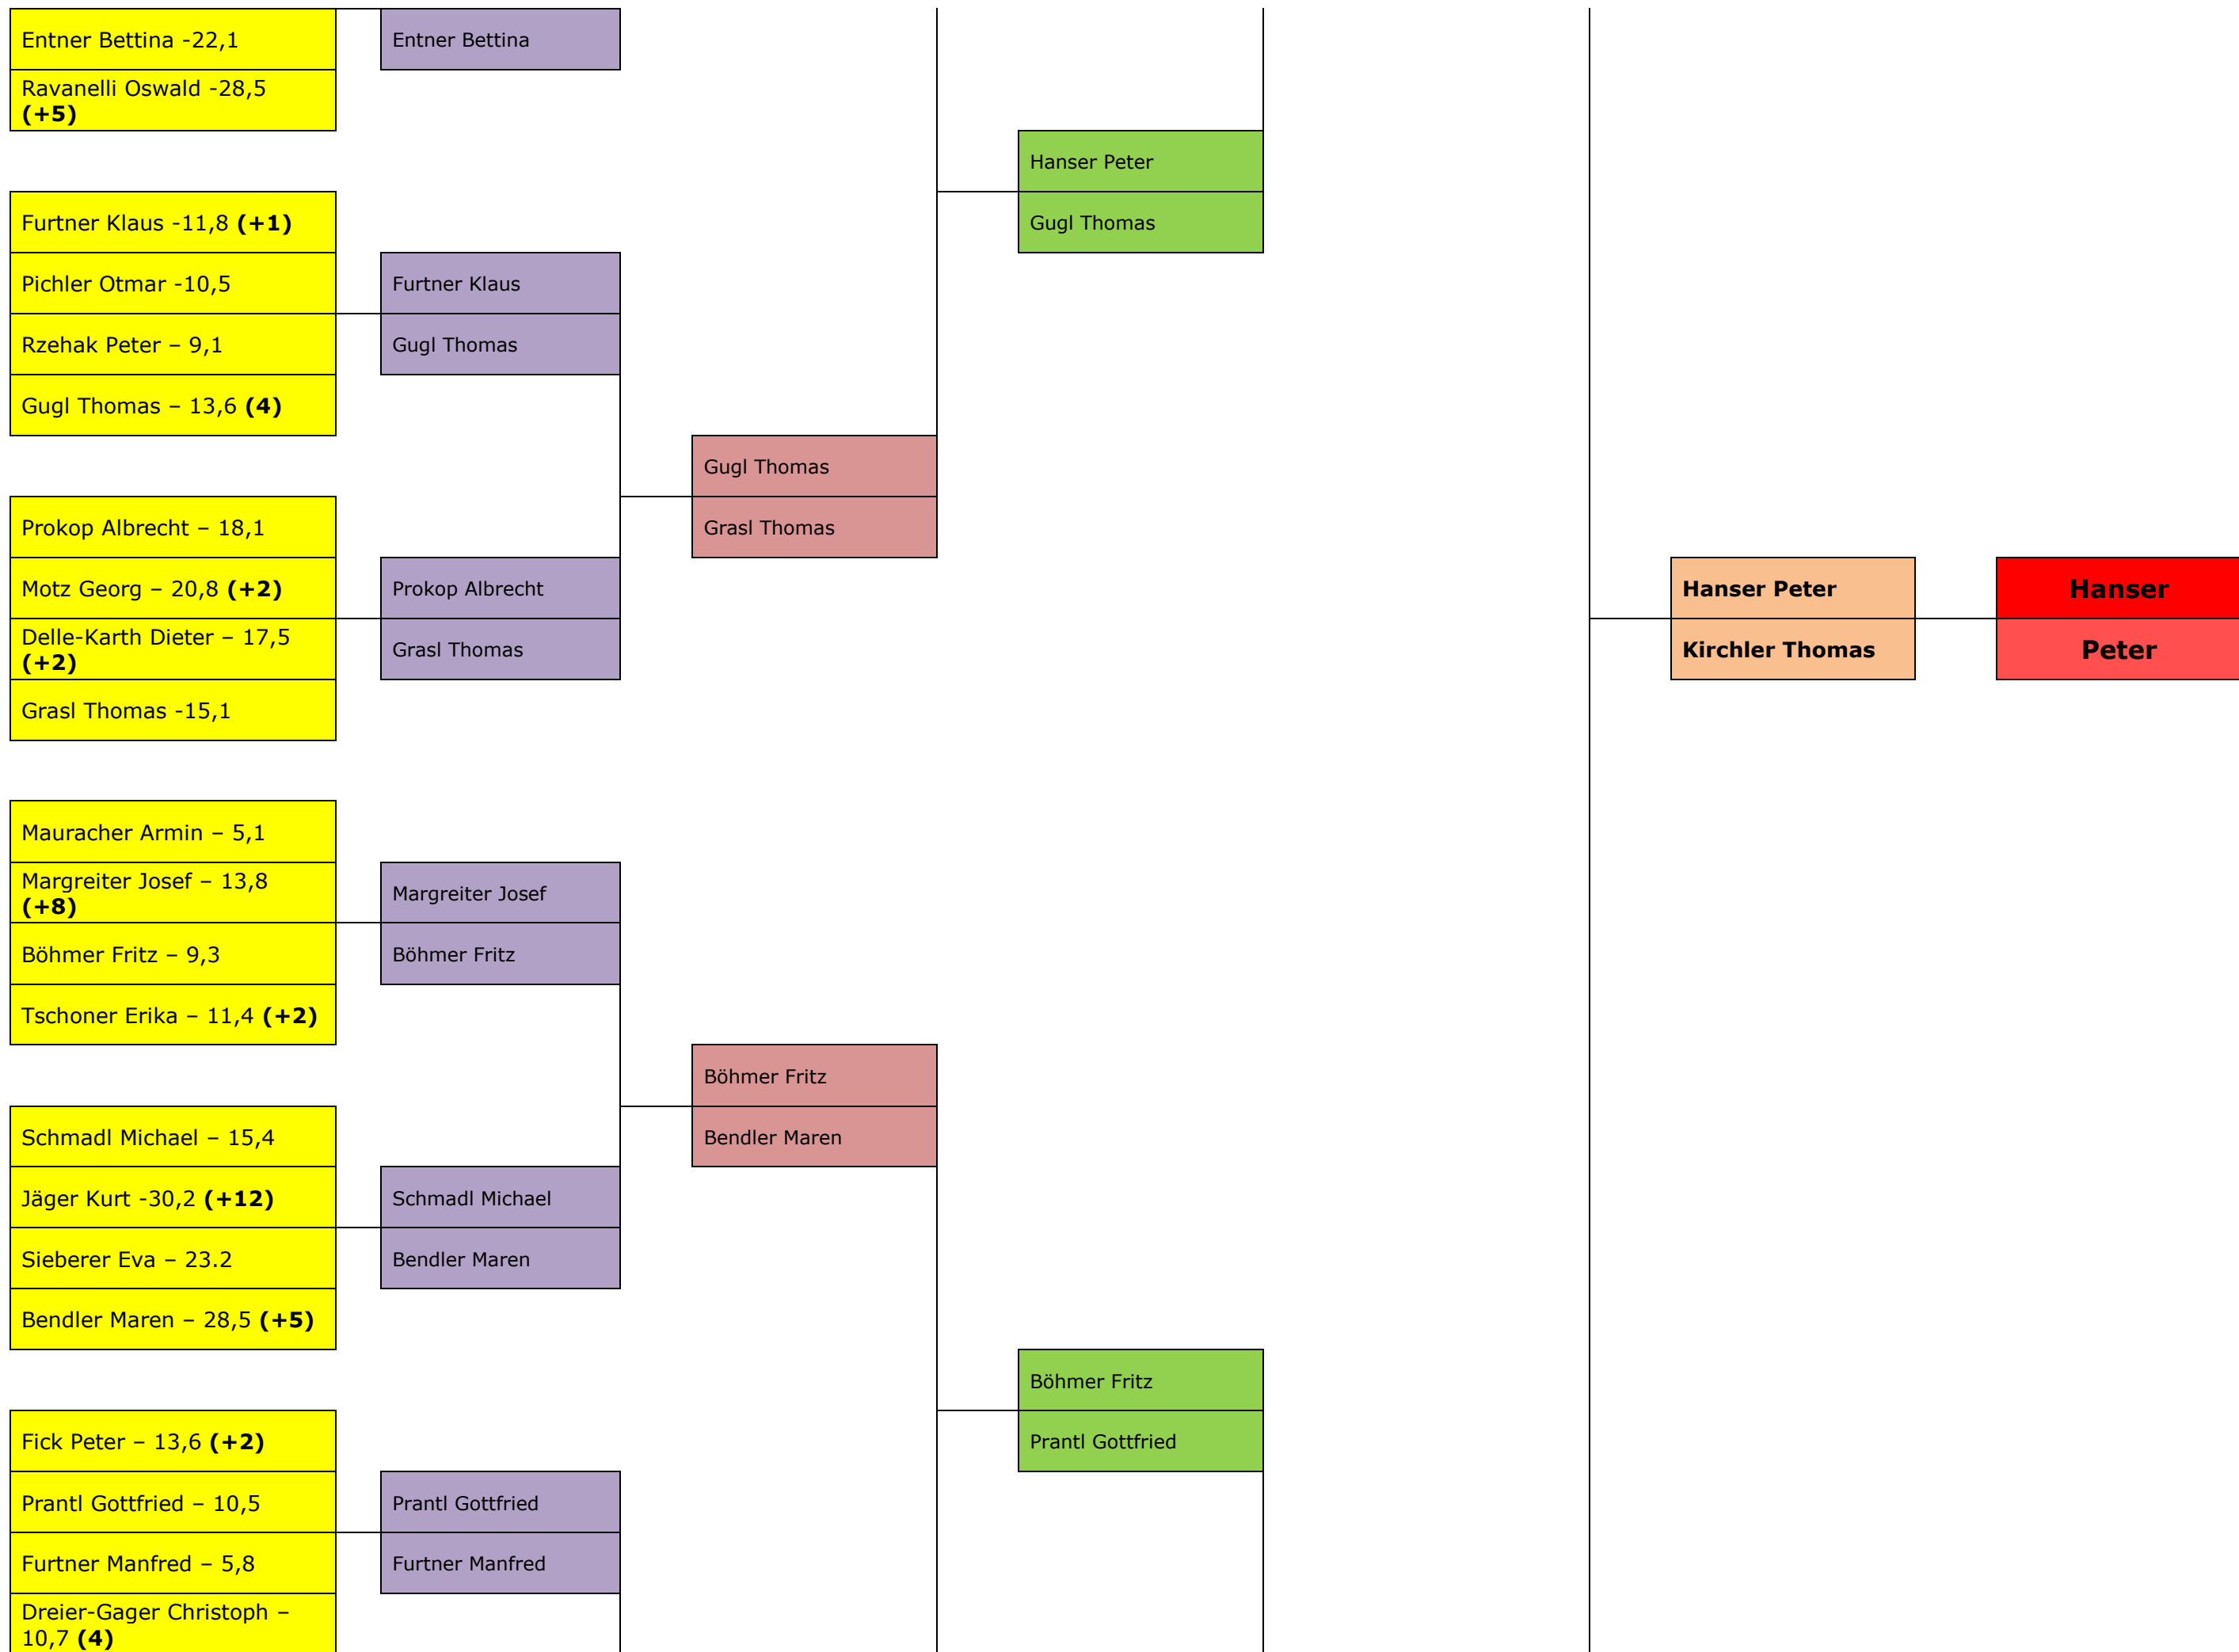 Entner Bettina -22,1
Ravanelli Oswald -28,5
(+5)
Furtner Klaus -11,8 (+1)
Pichler Otmar -10,5
Rzehak Peter – 9,1
Gugl Thomas – 13,6 (4)
Prokop Albrecht – 18,1
Motz Georg – 20,8 (+2)
Delle-Karth Dieter – 17,5
(+2)
Grasl Thomas -15,1
Mauracher Armin – 5,1
Margreiter Josef – 13,8
(+8)
Böhmer Fritz – 9,3
Tschoner Erika – 11,4 (+2)
Schmadl Michael – 15,4
Jäger Kurt -30,2 (+12)
Sieberer Eva – 23.2
Bendler Maren – 28,5 (+5)
Fick Peter – 13,6 (+2)
Prantl Gottfried – 10,5
Furtner Manfred – 5,8
Dreier-Gager Christoph –
10,7 (4)
Entner Bettina
Furtner Klaus
Gugl Thomas
Prokop Albrecht
Grasl Thomas
Margreiter Josef
Böhmer Fritz
Schmadl Michael
Bendler Maren
Prantl Gottfried
Furtner Manfred
Gugl Thomas
Grasl Thomas
Böhmer Fritz
Bendler Maren
Hanser Peter
Gugl Thomas
Böhmer Fritz
Prantl Gottfried
Hanser Peter
Kirchler Thomas
Hanser
Peter